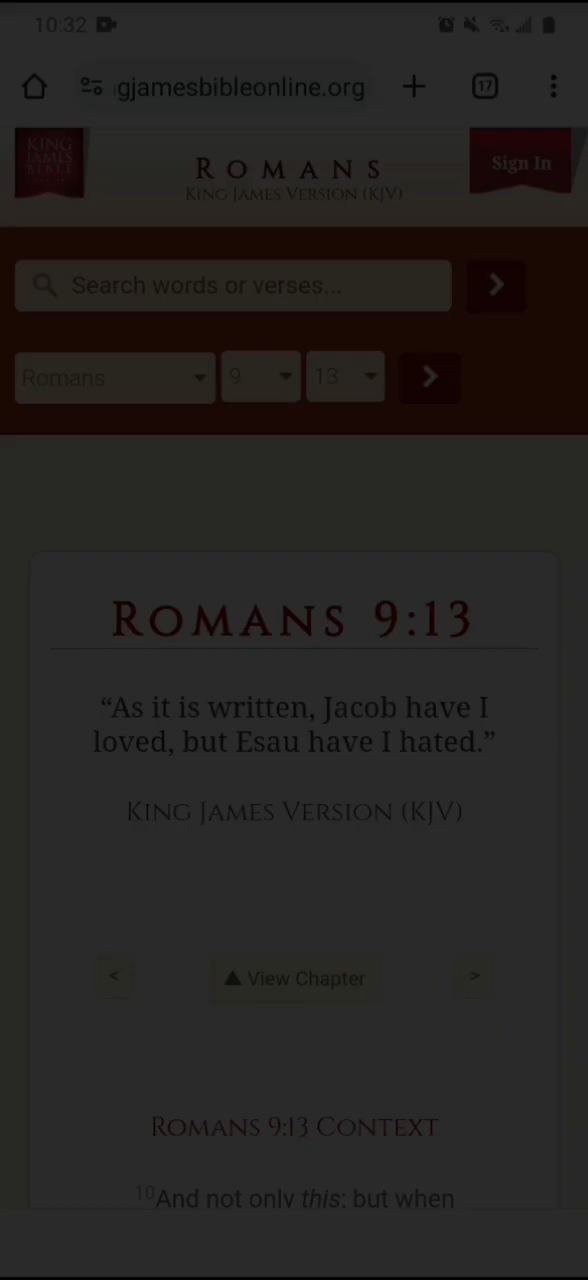 10:32
17
gjamesbibleonline.org
KING
JAMES
BIBLE
ROMANS
KING JAMES VERSION (KJV)
Sign In
Search words or verses...
Romans 9 13
ROMANS 9:13
“As it is written, Jacob have I
loved, but Esau have I hated.”
KING JAMES VERSION (KJV)
< ▲ View Chapter >
ROMANS 9:13 CONTEXT
10And not only this; but when